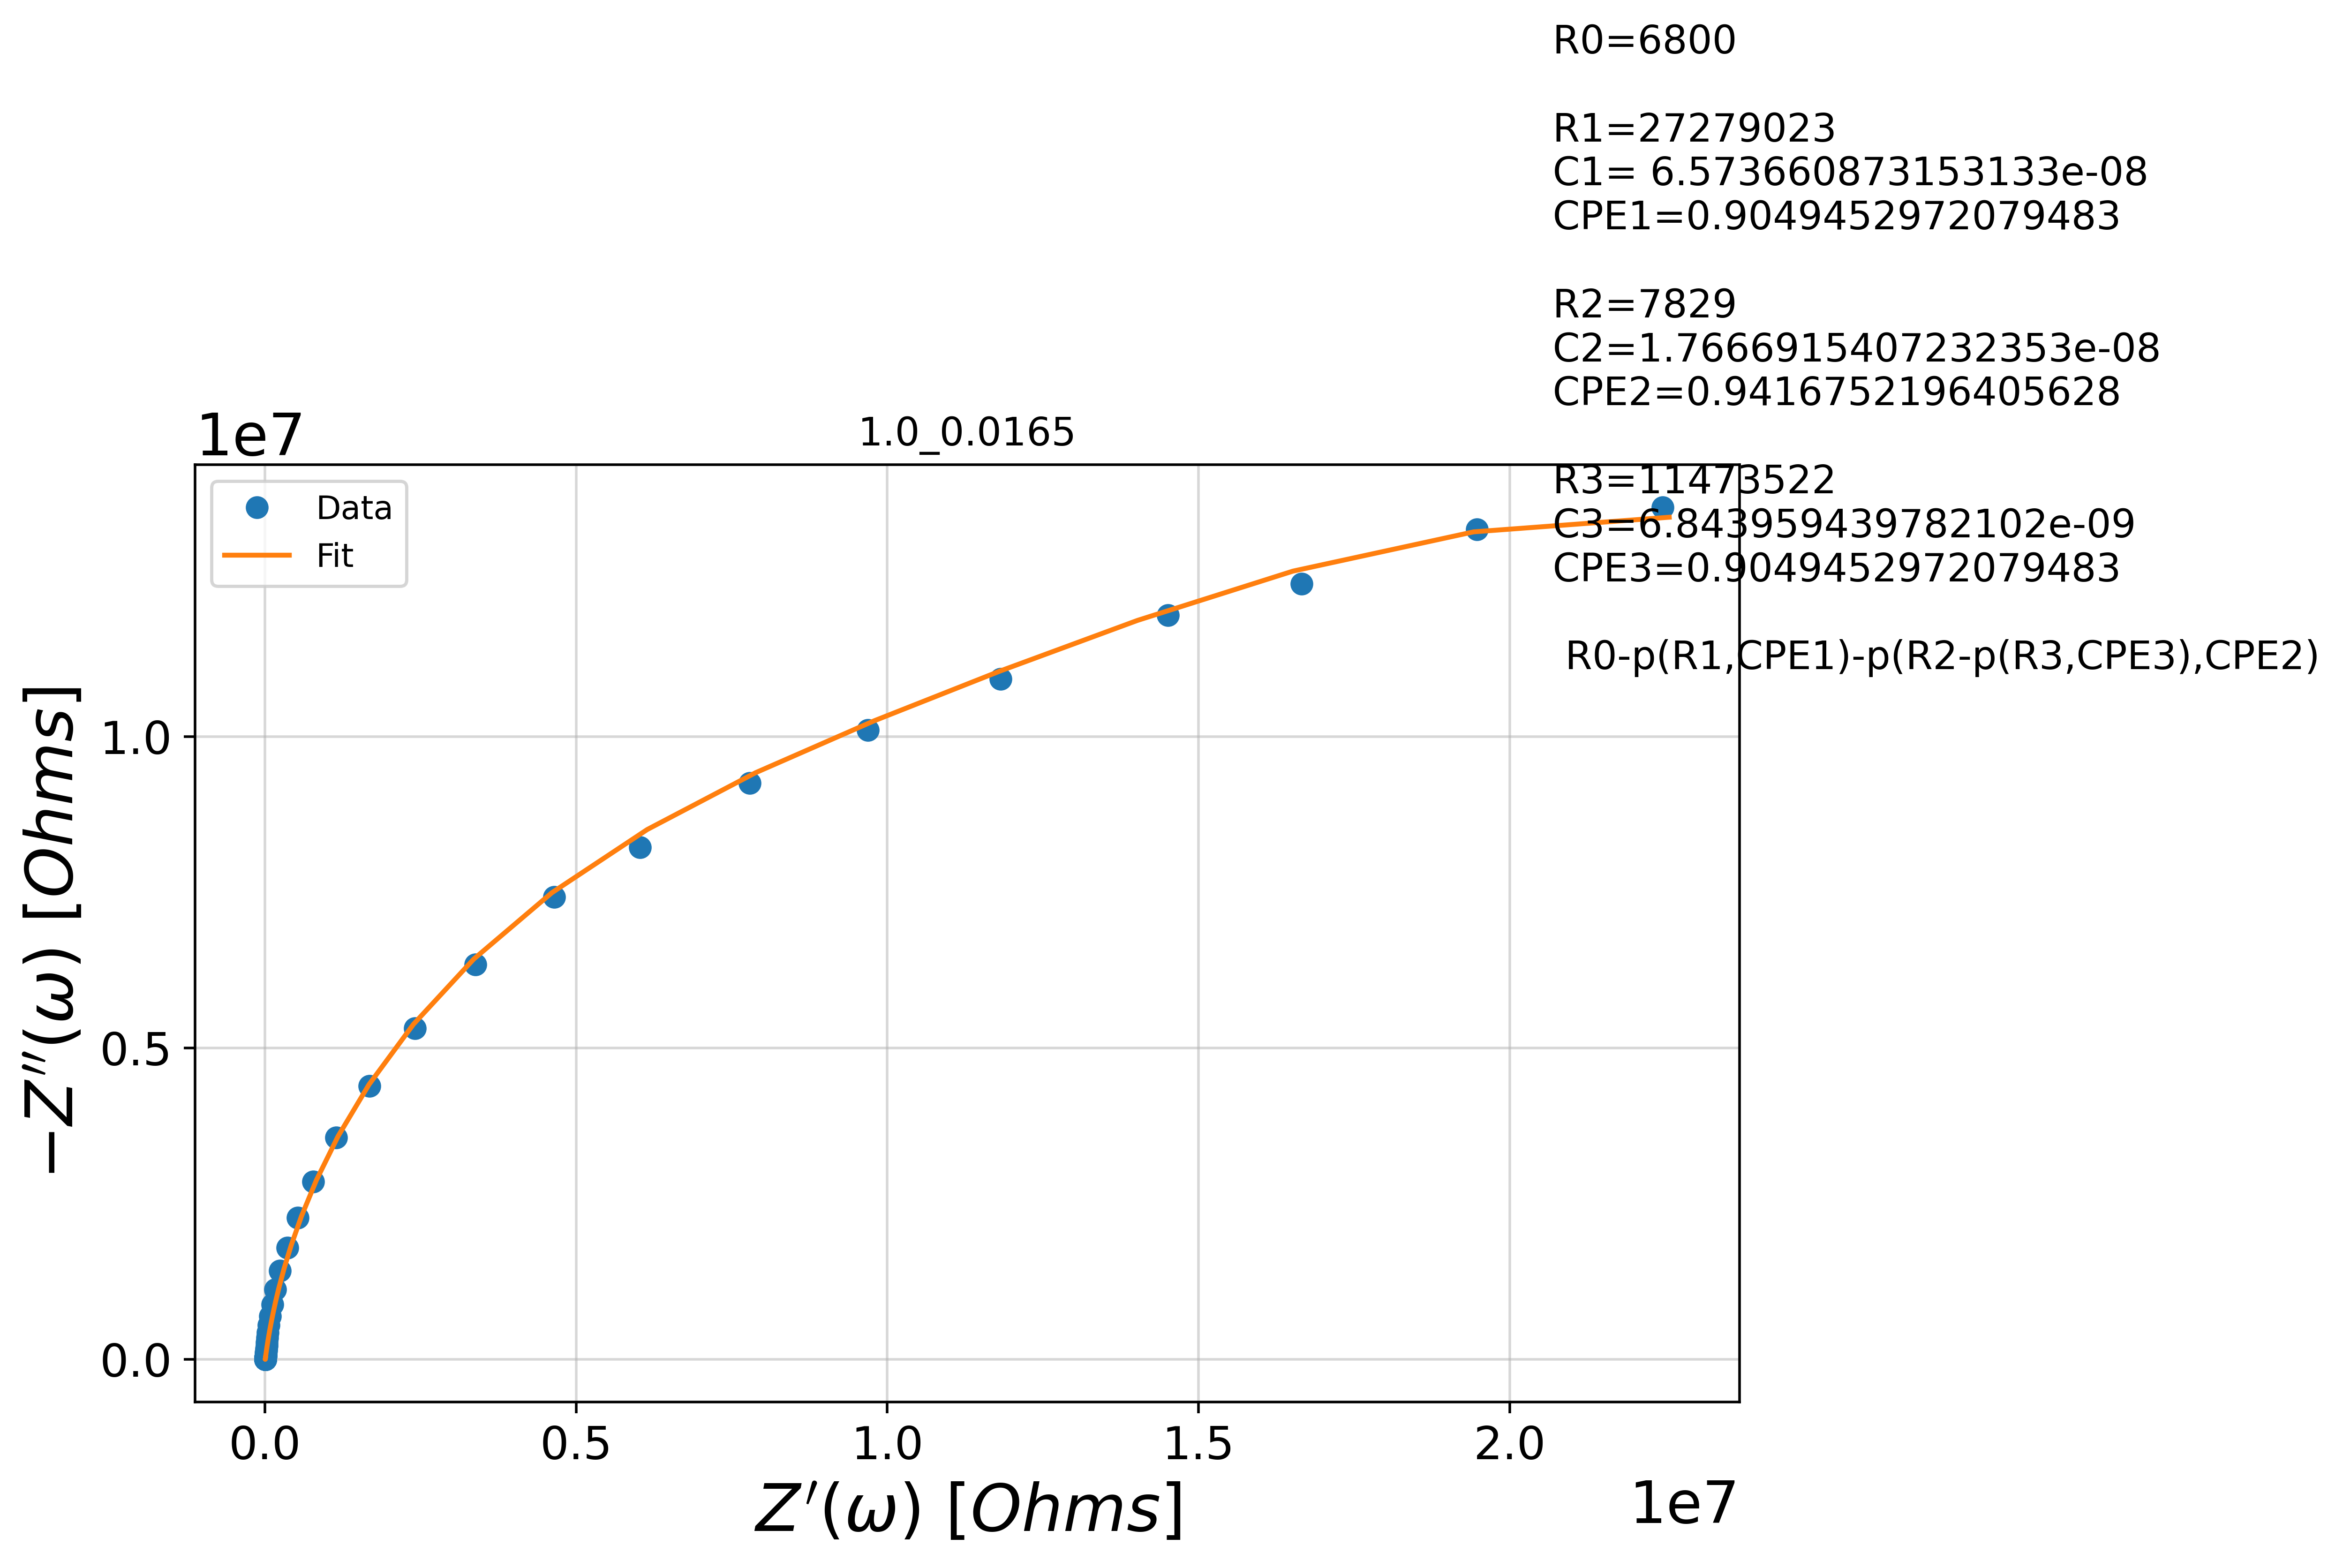 R0=6800
R1=27279023
C1= 6.573660873153133e-08
CPE1=0.9049452972079483
R2=7829
C2=1.7666915407232353e-08
CPE2=0.9416752196405628
R3=11473522
C3=6.843959439782102e-09
CPE3=0.9049452972079483
R0-p(R1,CPE1)-p(R2-p(R3,CPE3),CPE2)
1e7
1.0_0.0165
Data
Fit
1.0
0.5
0.0
−Z′′(ω) [Ohms]
0.0 0.5 1.0 1.5 2.0
Z′(ω) [Ohms]
1e7